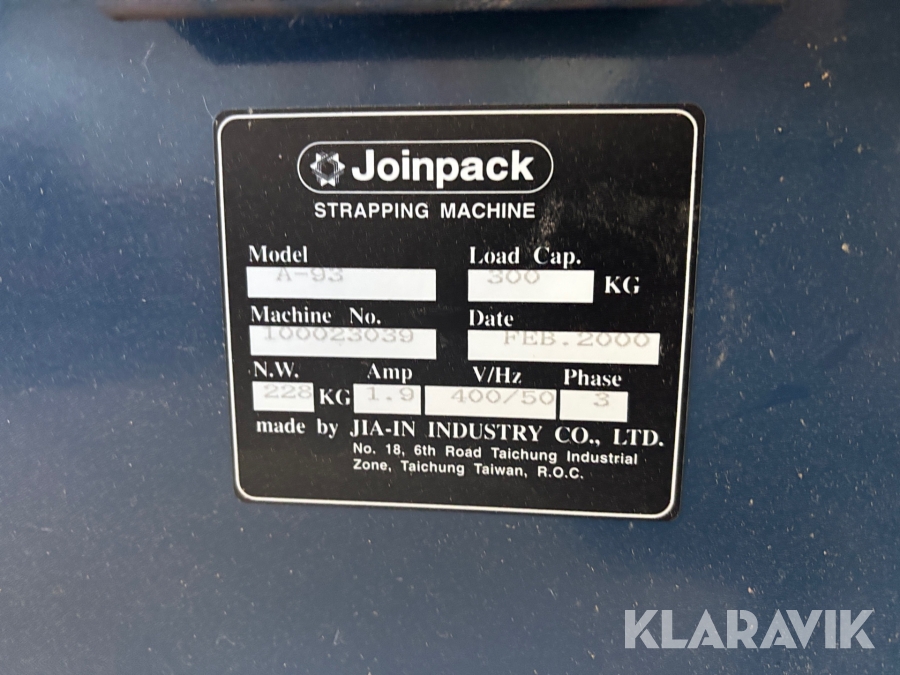 Joinpack
STRAPPING MACHINE
Model Load Cap.
A-93 300 KG
Machine No. Date
100023039 FEB.2000
N.W. Amp V/Hz Phase
228 KG 1.9 400/50 3
made by JIA-IN INDUSTRY CO., LTD.
No. 18, 6th Road Taichung Industrial
Zone, Taichung Taiwan, R.O.C.
KLARAVIK